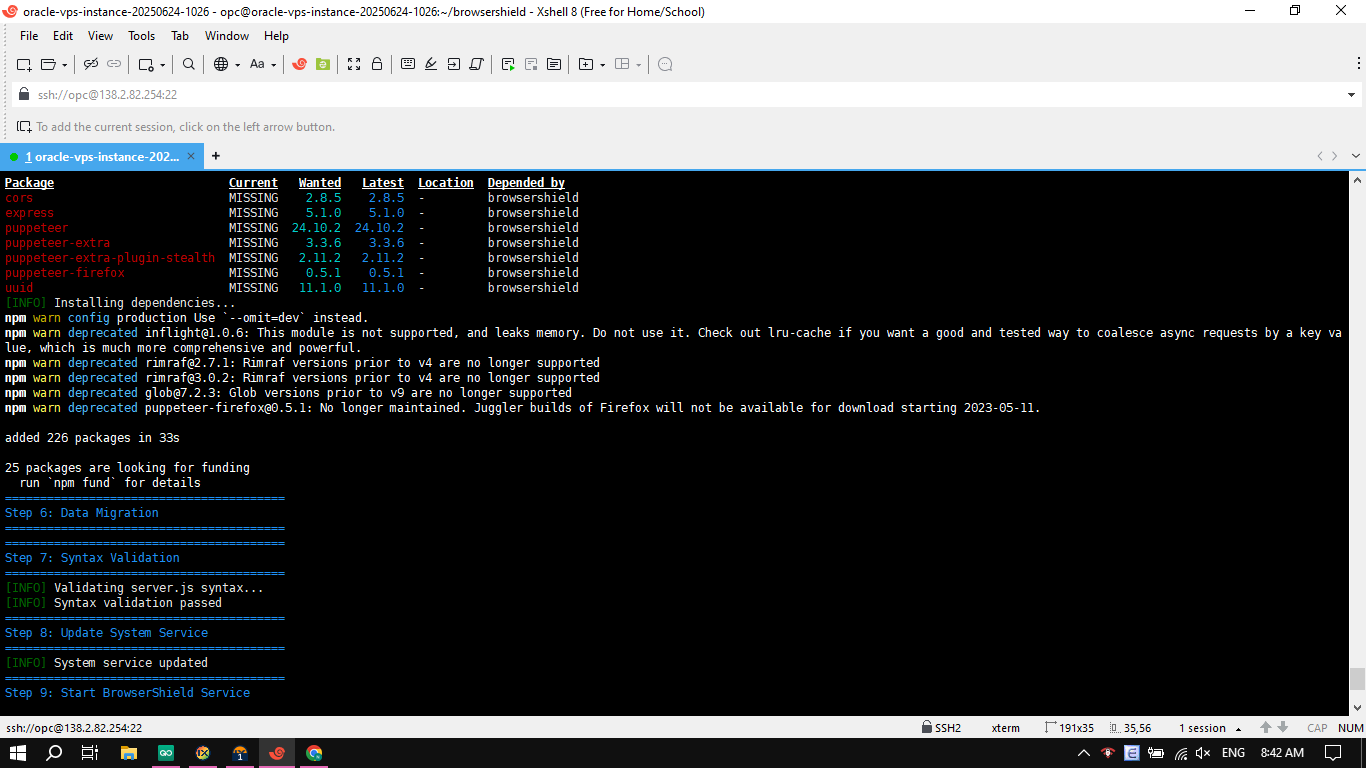 oracle-vps-instance-20250624-1026 - opc@oracle-vps-instance-20250624-1026:~/browsershield - Xshell 8 (Free for Home/School)
File Edit View Tools Tab Window Help
Aa
ssh://opc@138.2.82.254:22
To add the current session, click on the left arrow button.
1 oracle-vps-instance-202... × +
Package Current Wanted Latest Location Depended by
cors MISSING 2.8.5 2.8.5 - browsershield
express MISSING 5.1.0 5.1.0 - browsershield
puppeteer MISSING 24.10.2 24.10.2 - browsershield
puppeteer-extra MISSING 3.3.6 3.3.6 - browsershield
puppeteer-extra-plugin-stealth MISSING 2.11.2 2.11.2 - browsershield
puppeteer-firefox MISSING 0.5.1 0.5.1 - browsershield
uuid MISSING 11.1.0 11.1.0 - browsershield
[INFO] Installing dependencies...
npm warn config production Use `--omit=dev` instead.
npm warn deprecated inflight@1.0.6: This module is not supported, and leaks memory. Do not use it. Check out lru-cache if you want a good and tested way to coalesce async requests by a key va
lue, which is much more comprehensive and powerful.
npm warn deprecated rimraf@2.7.1: Rimraf versions prior to v4 are no longer supported
npm warn deprecated rimraf@3.0.2: Rimraf versions prior to v4 are no longer supported
npm warn deprecated glob@7.2.3: Glob versions prior to v9 are no longer supported
npm warn deprecated puppeteer-firefox@0.5.1: No longer maintained. Juggler builds of Firefox will not be available for download starting 2023-05-11.
added 226 packages in 33s
25 packages are looking for funding
run `npm fund` for details
========================================
Step 6: Data Migration
========================================
========================================
Step 7: Syntax Validation
========================================
[INFO] Validating server.js syntax...
[INFO] Syntax validation passed
========================================
Step 8: Update System Service
========================================
[INFO] System service updated
========================================
Step 9: Start BrowserShield Service
ssh://opc@138.2.82.254:22 SSH2 xterm 191x35 35,56 1 session CAP NUM
GO 1 E ENG 8:42 AM